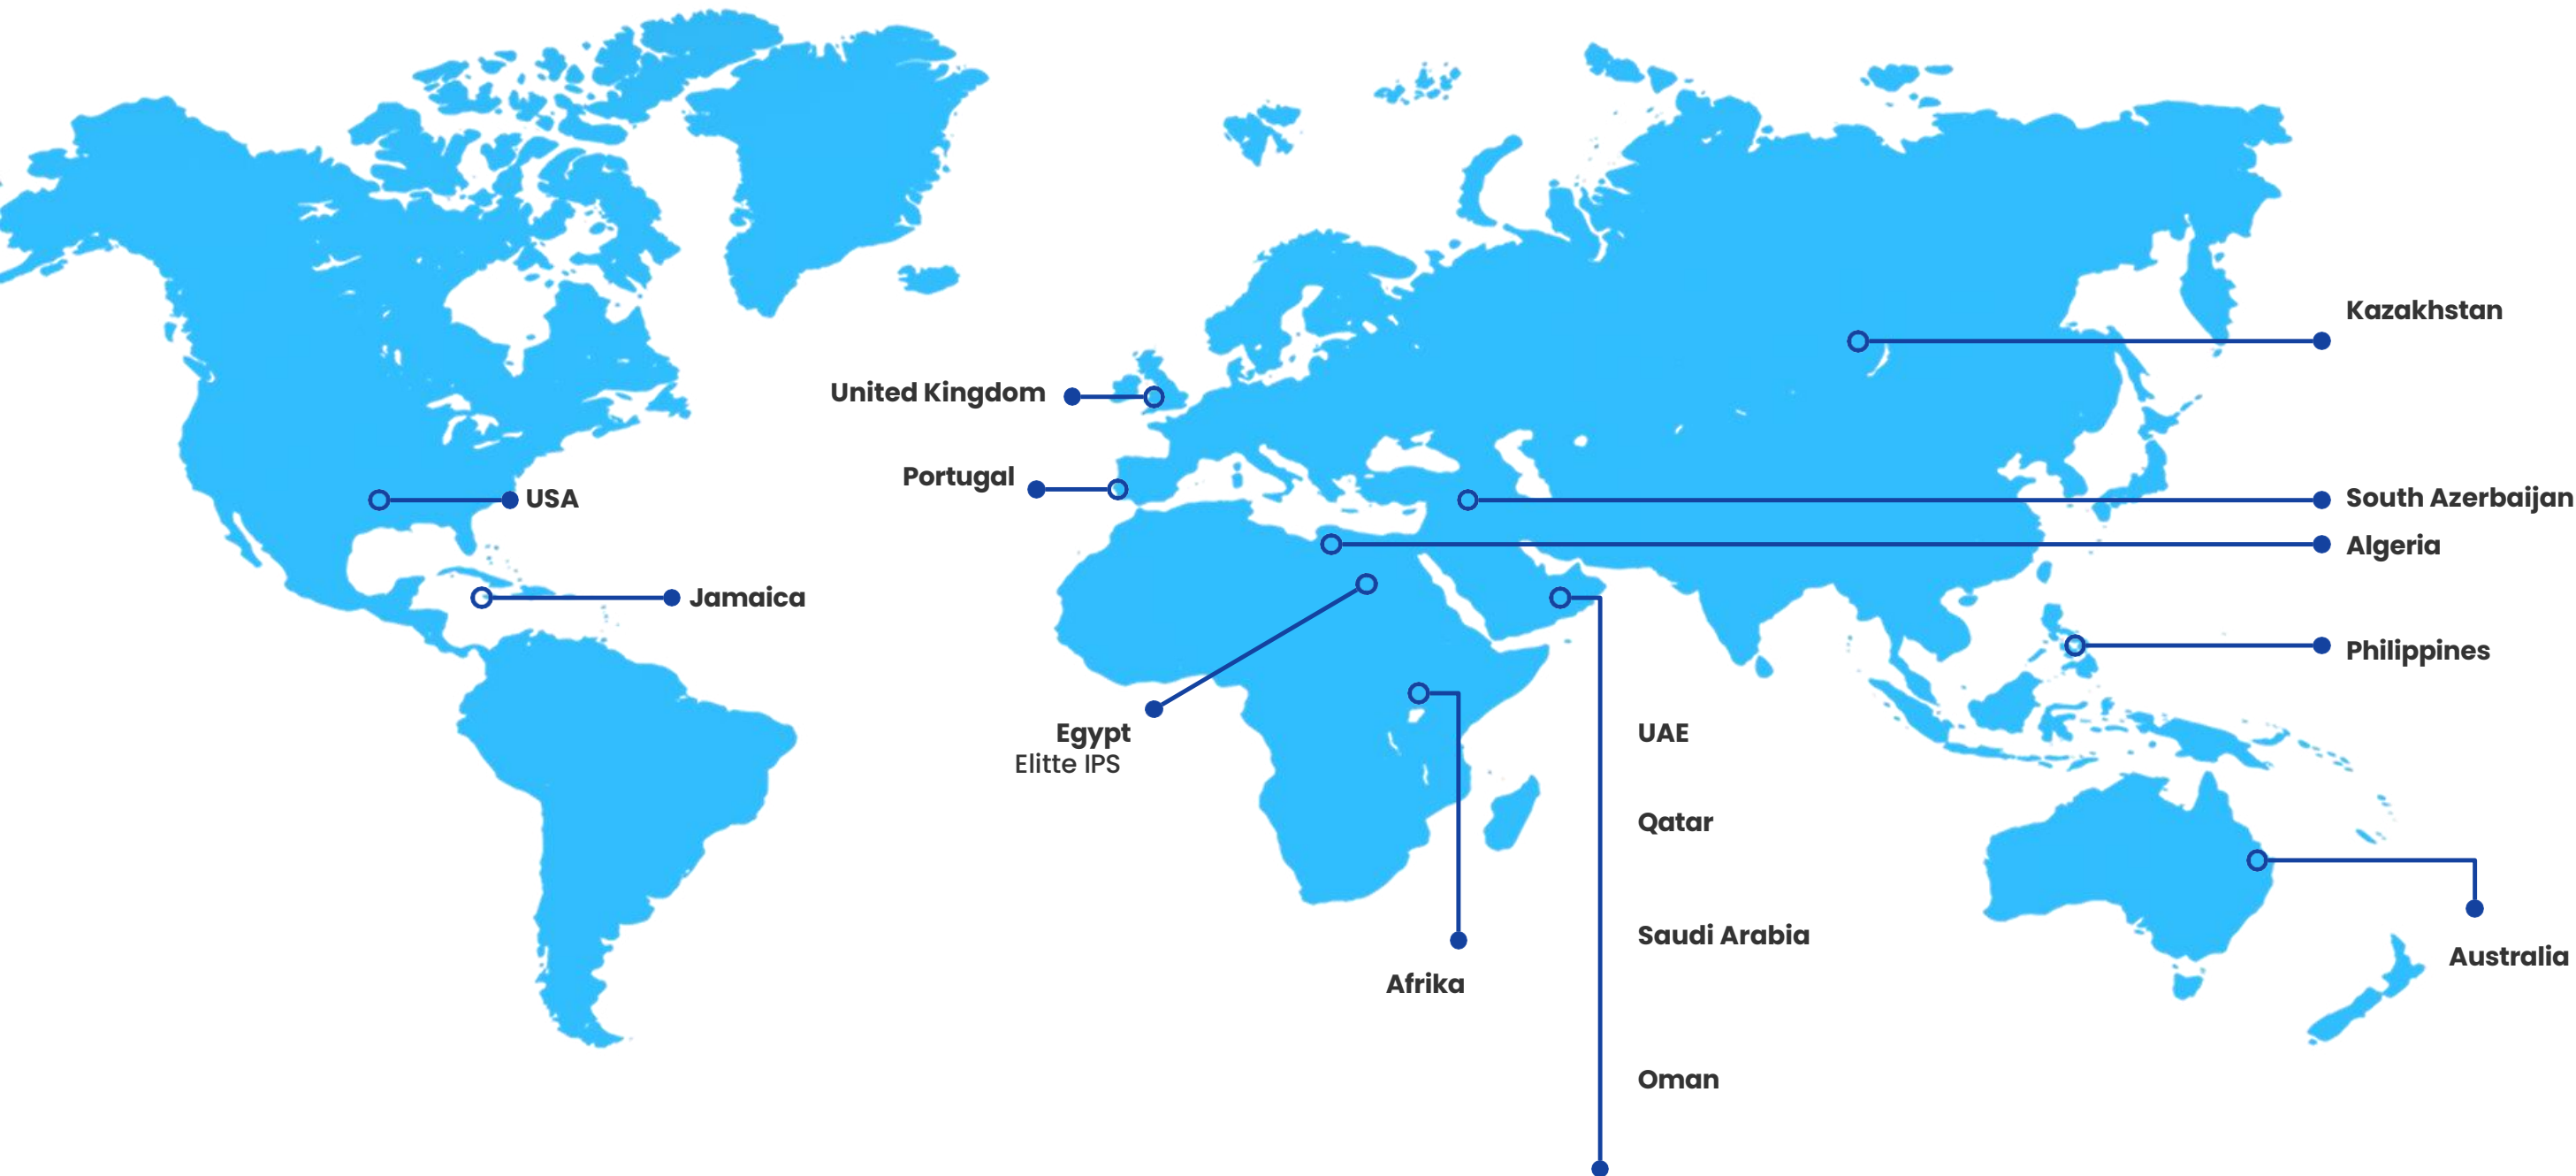 Kazakhstan
United Kingdom
Portugal
USA
South Azerbaijan
Algeria
Jamaica
Philippines
Egypt
Elitte IPS
UAE
Qatar
Saudi Arabia
Australia
Afrika
Oman